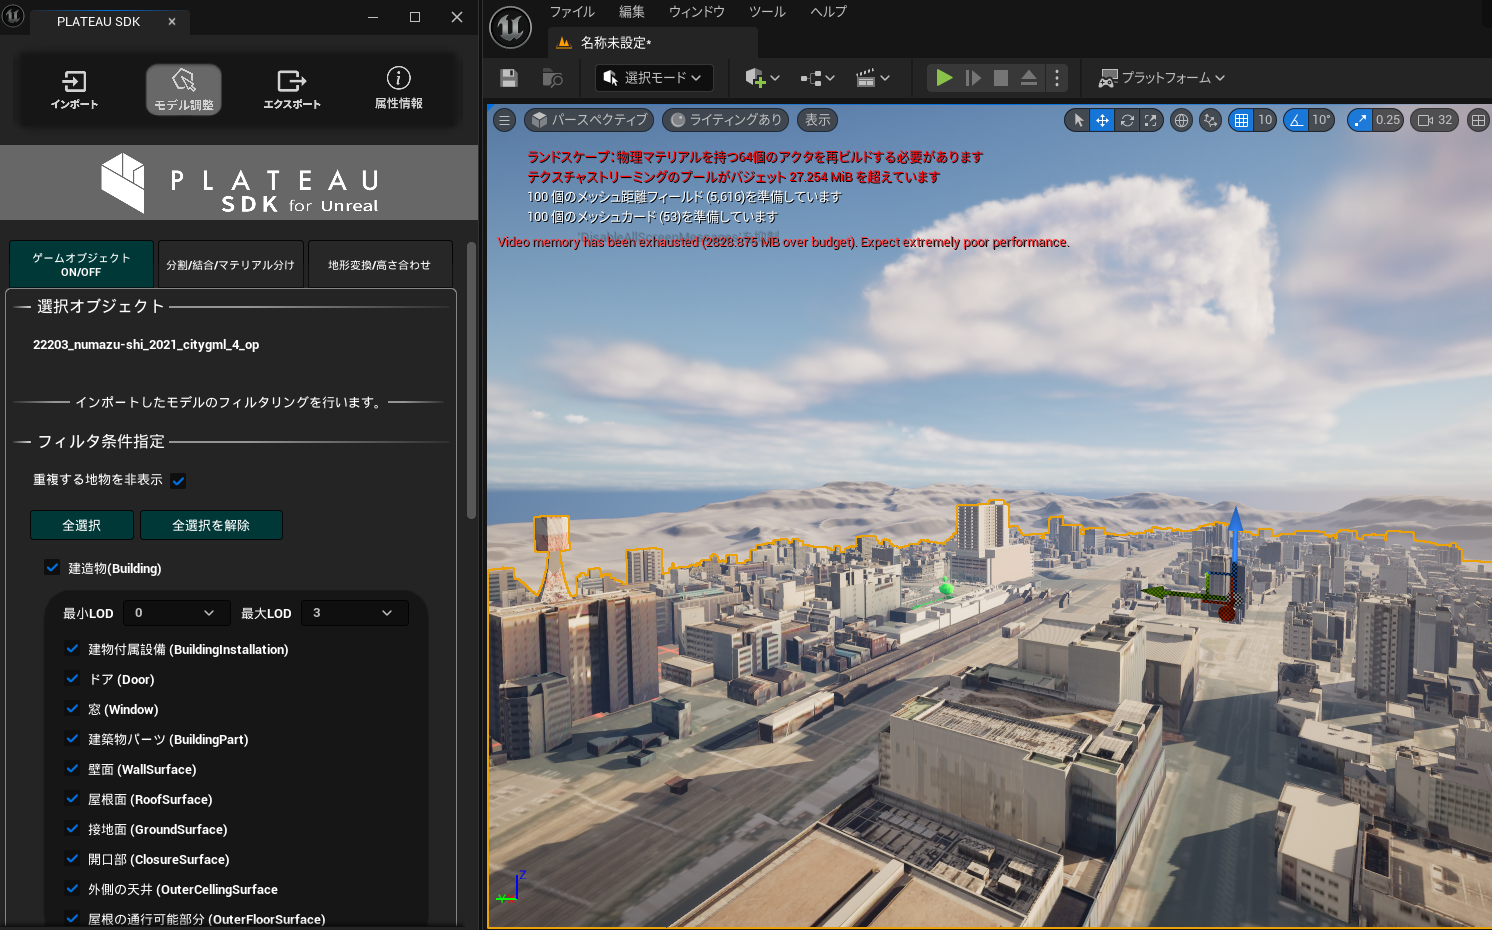 PLATEAU SDK
インポート
モデル調整
エクスポート
属性情報
PLATEAU
SDK for Unreal
ゲームオブジェクト
ON/OFF
分割/結合/マテリアル分け
地形変換/高さ合わせ
選択オブジェクト
22203_numazu-shi_2021_citygml_4_op
インポートしたモデルのフィルタリングを行います。
フィルタ条件指定
重複する地物を非表示
全選択
全選択を解除
建造物(Building)
最小LOD 0 最大LOD 3
建物付属設備 (BuildingInstallation)
ドア (Door)
窓 (Window)
建築物パーツ (BuildingPart)
壁面 (WallSurface)
屋根面 (RoofSurface)
接地面 (GroundSurface)
開口部 (ClosureSurface)
外側の天井 (OuterCellingSurface
屋根の通行可能部分 (OuterFloorSurface)
ファイル 編集 ウィンドウ ツール ヘルプ
名称未設定*
選択モード
プラットフォーム
パースペクティブ
ライティングあり
表示
10
10°
0.25
32
ランドスケープ: 物理マテリアルを持つ64個のアクタを再ビルドする必要があります
テクスチャストリーミングのプールがバジェット 27.254 MiB を超えています
100 個のメッシュ距離フィールド (5,616)を準備しています
100 個のメッシュカード (53)を準備しています
'DisableAllScreenMessages'を抑制
Video memory has been exhausted (2828.875 MB over budget). Expect extremely poor performance.
Z
Y